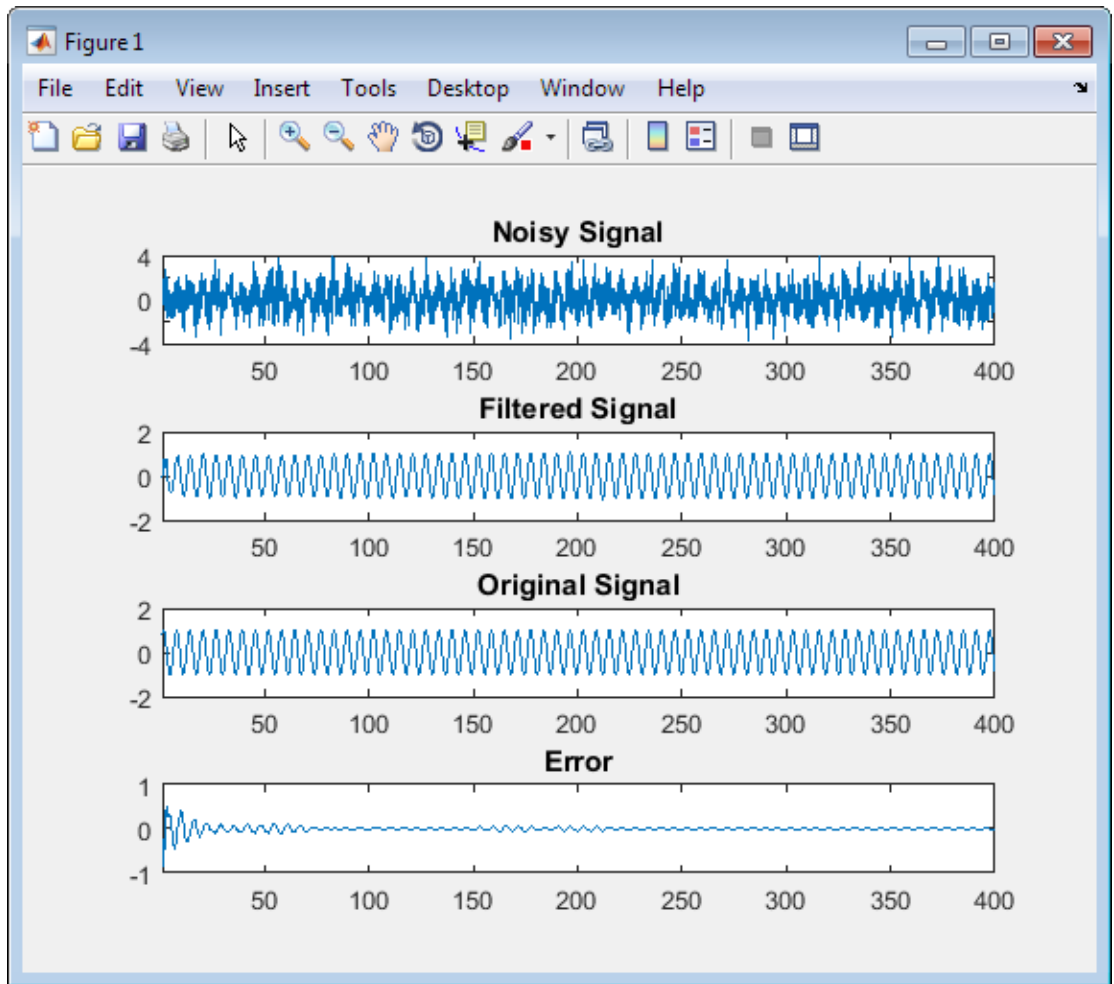 Figure 1
File Edit View Insert Tools Desktop Window Help
Noisy Signal
4
0
-4
50 100 150 200 250 300 350 400
Filtered Signal
2
0
-2
50 100 150 200 250 300 350 400
Original Signal
2
0
-2
50 100 150 200 250 300 350 400
Error
1
0
-1
50 100 150 200 250 300 350 400